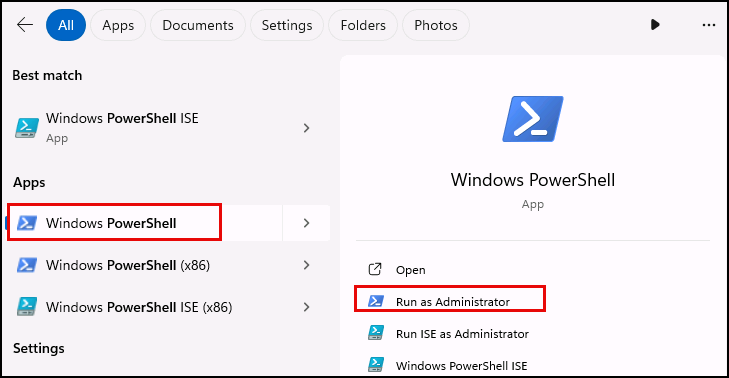 All
Apps
Documents
Settings
Folders
Photos
Best match
Windows PowerShell ISE
App
Apps
Windows PowerShell
Windows PowerShell (x86)
Windows PowerShell ISE (x86)
Settings
Windows PowerShell
App
Open
Run as Administrator
Run ISE as Administrator
Windows PowerShell ISE